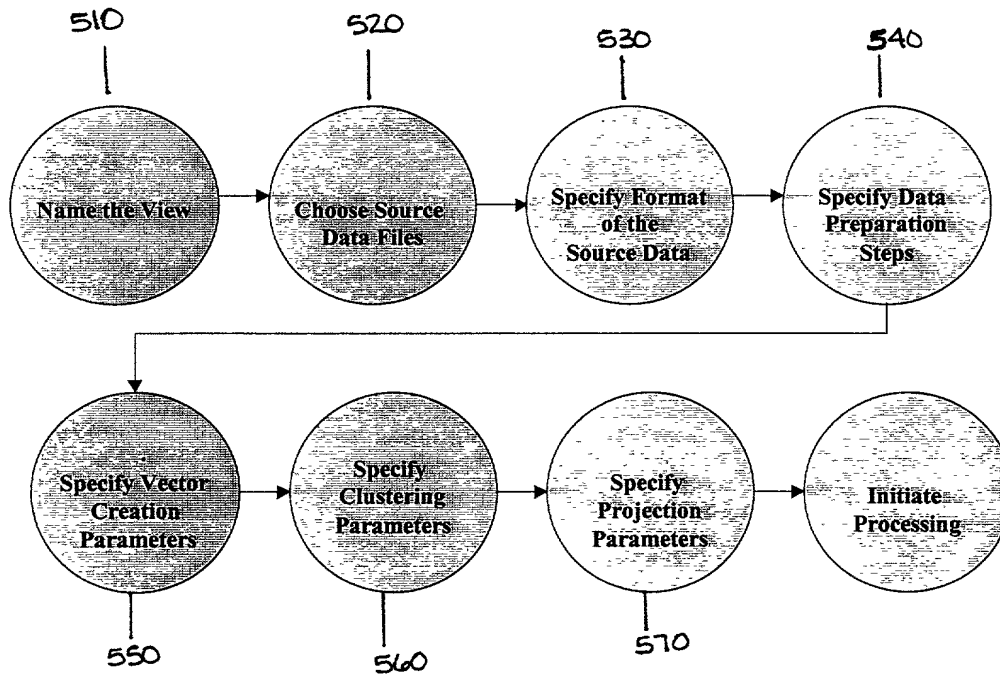 510
520
530
540
Name the View
Choose Source
Data Files
Specify Format
of the
Source Data
Specify Data
Preparation
Steps
Specify Vector
Creation
Parameters
Specify
Clustering
Parameters
Specify
Projection
Parameters
Initiate
Processing
550
560
570